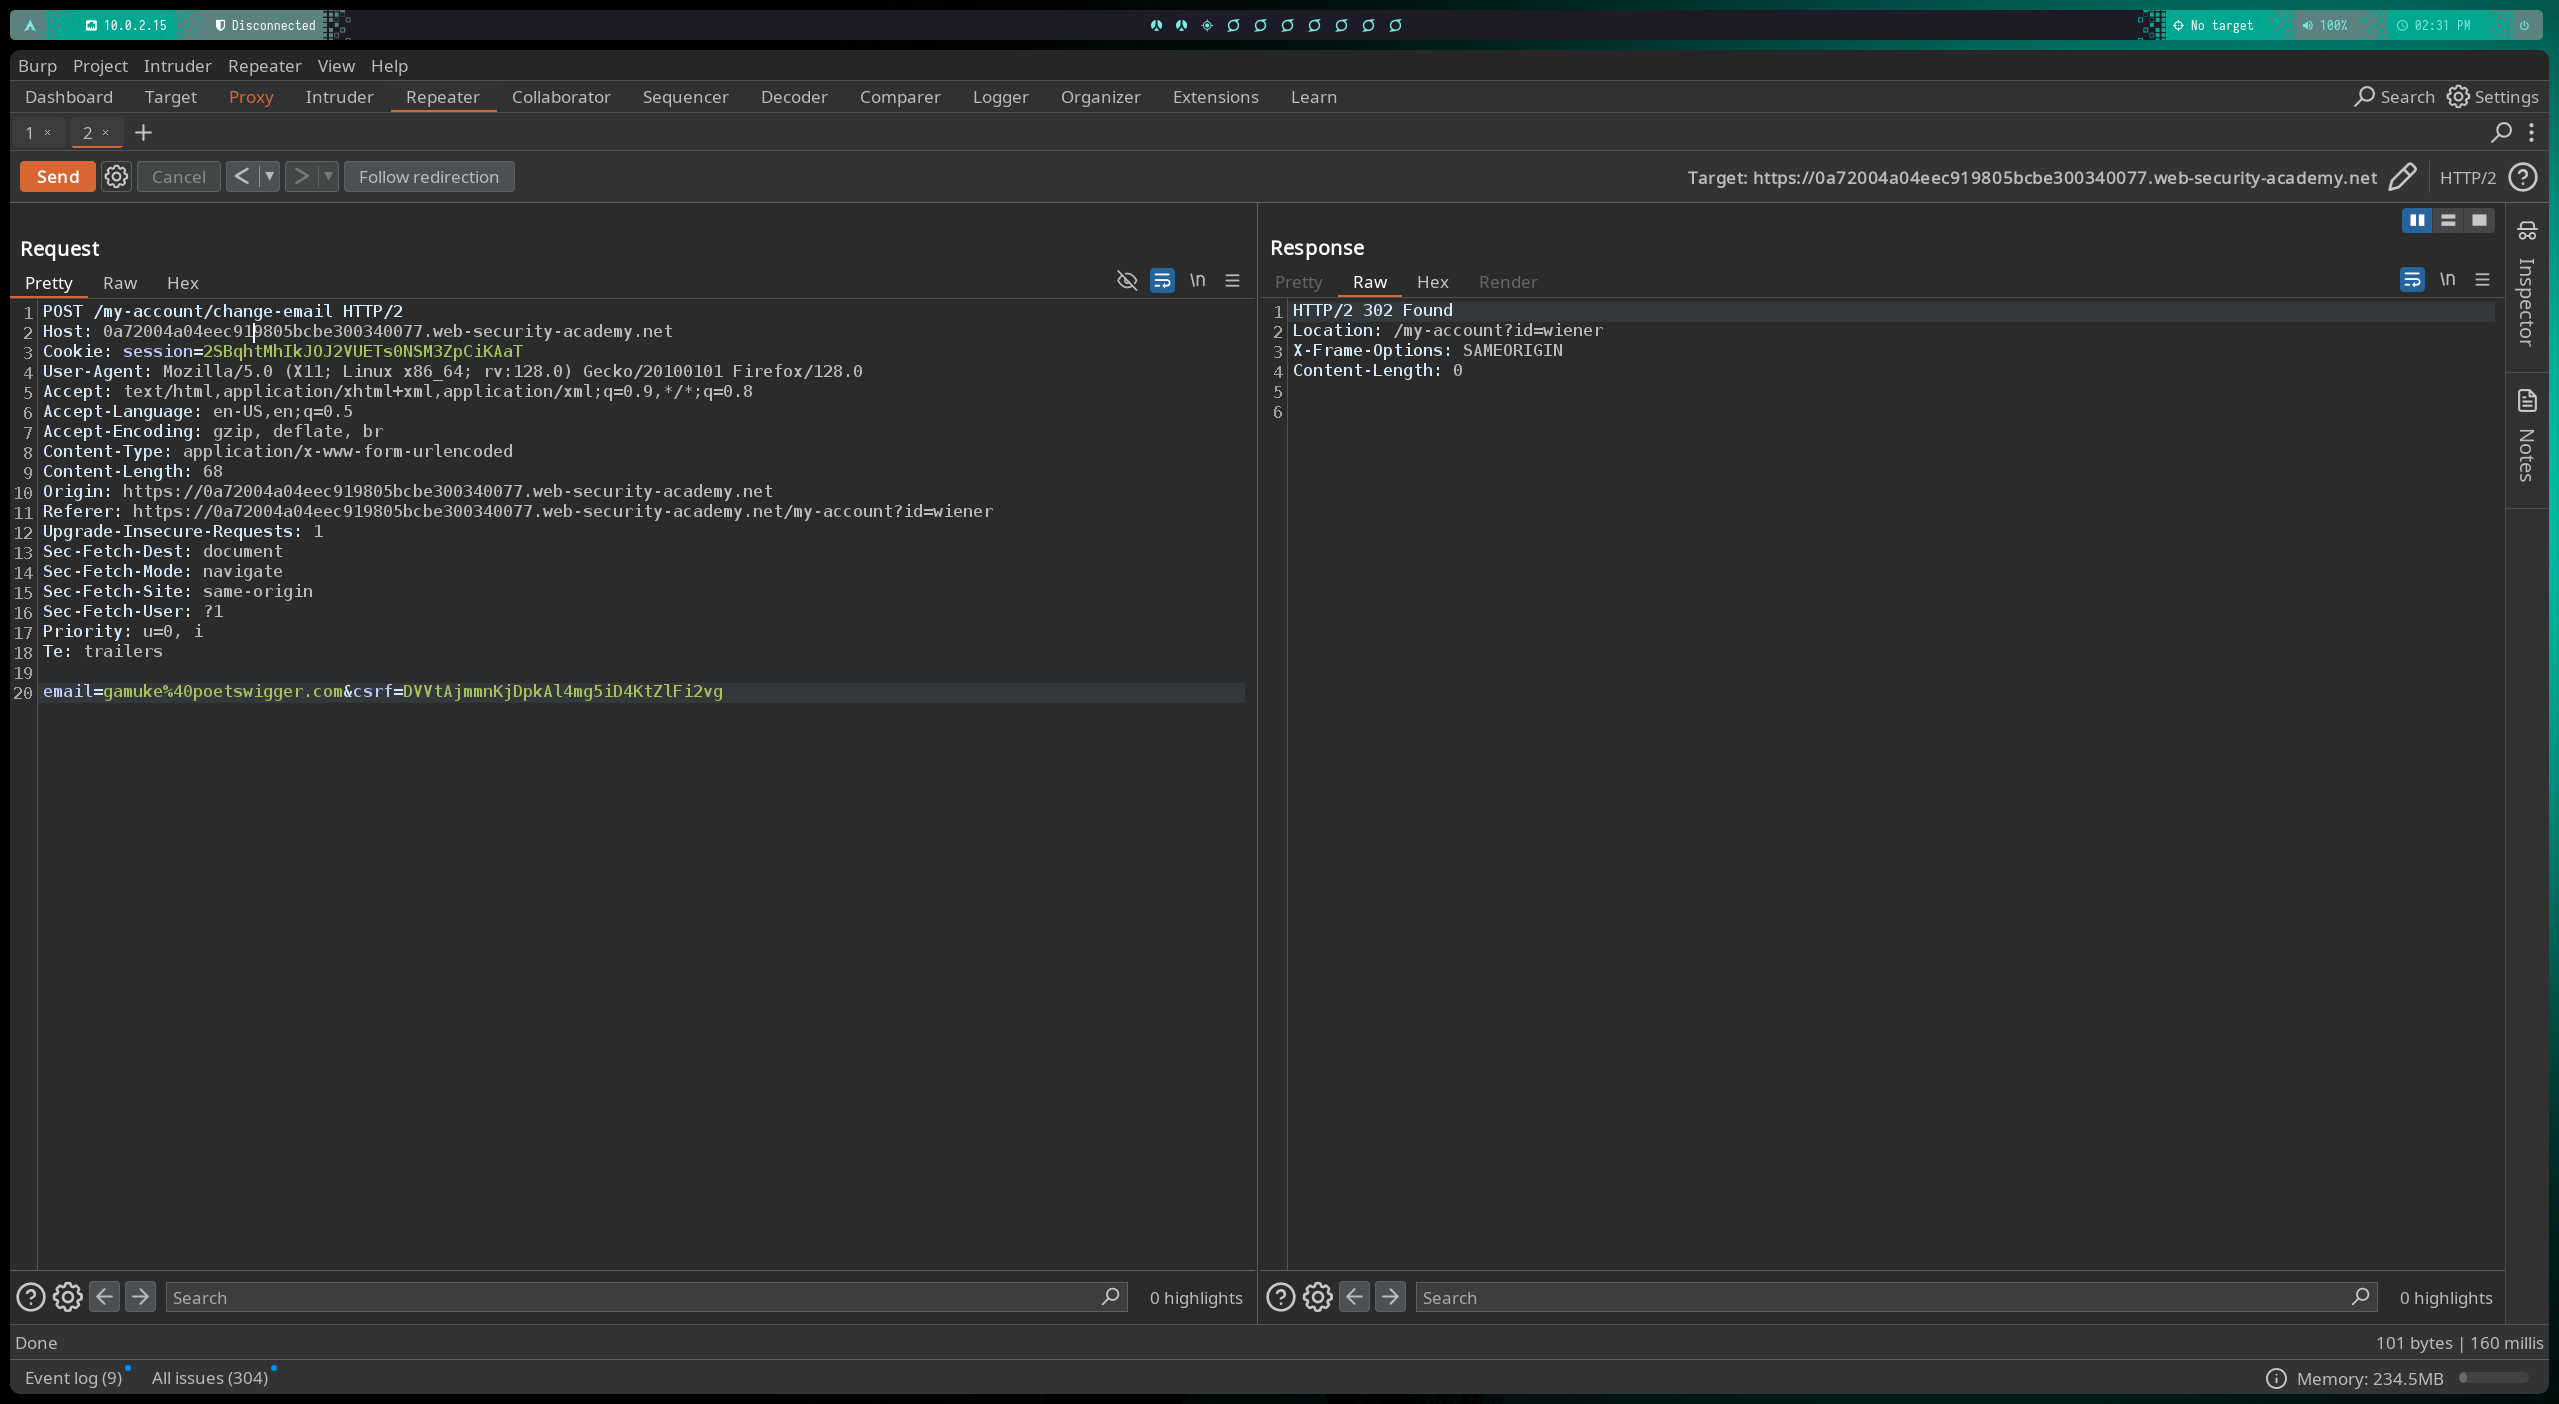 10.0.2.15 Disconnected No target 100% 02:31 PM
Burp Project Intruder Repeater View Help
Dashboard Target Proxy Intruder Repeater Collaborator Sequencer Decoder Comparer Logger Organizer Extensions Learn Search Settings
1 × 2 × +
Send Cancel < > Follow redirection Target: https://0a72004a04eec919805bcbe300340077.web-security-academy.net HTTP/2
Request
Pretty Raw Hex \n
1 POST /my-account/change-email HTTP/2
2 Host: 0a72004a04eec919805bcbe300340077.web-security-academy.net
3 Cookie: session=2SBqhtMhIkJOJ2VUETs0NSM3ZpCiKAaT
4 User-Agent: Mozilla/5.0 (X11; Linux x86_64; rv:128.0) Gecko/20100101 Firefox/128.0
5 Accept: text/html,application/xhtml+xml,application/xml;q=0.9,*/*;q=0.8
6 Accept-Language: en-US,en;q=0.5
7 Accept-Encoding: gzip, deflate, br
8 Content-Type: application/x-www-form-urlencoded
9 Content-Length: 68
10 Origin: https://0a72004a04eec919805bcbe300340077.web-security-academy.net
11 Referer: https://0a72004a04eec919805bcbe300340077.web-security-academy.net/my-account?id=wiener
12 Upgrade-Insecure-Requests: 1
13 Sec-Fetch-Dest: document
14 Sec-Fetch-Mode: navigate
15 Sec-Fetch-Site: same-origin
16 Sec-Fetch-User: ?1
17 Priority: u=0, i
18 Te: trailers
19
20 email=gamuke%40poetswigger.com&csrf=DVVtAjmmnKjDpkAl4mg5iD4KtZlFi2vg
Search 0 highlights
Response
Pretty Raw Hex Render \n
1 HTTP/2 302 Found
2 Location: /my-account?id=wiener
3 X-Frame-Options: SAMEORIGIN
4 Content-Length: 0
5
6
Search 0 highlights
Inspector
Notes
Done 101 bytes | 160 millis
Event log (9) All issues (304) Memory: 234.5MB